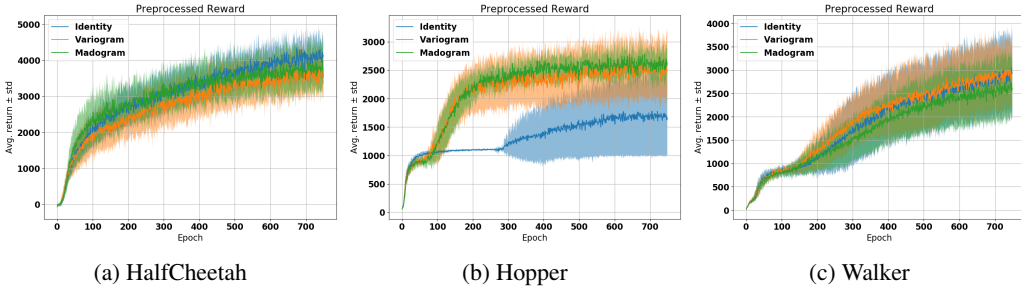 Preprocessed Reward
Identity
Variogram
Madogram
Avg. return ± std
5000
4000
3000
2000
1000
0
0 100 200 300 400 500 600 700
Epoch
(a) HalfCheetah
Preprocessed Reward
Identity
Variogram
Madogram
Avg. return ± std
3000
2500
2000
1500
1000
500
0
0 100 200 300 400 500 600 700
Epoch
(b) Hopper
Preprocessed Reward
Identity
Variogram
Madogram
Avg. return ± std
4000
3500
3000
2500
2000
1500
1000
500
0
0 100 200 300 400 500 600 700
Epoch
(c) Walker